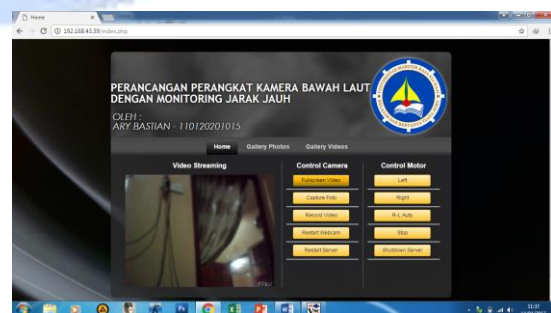 Home
192.168.43.39/index.php
PERANCANGAN PERANGKAT KAMERA BAWAH LAUT
DENGAN MONITORING JARAK JAUH
OLEH :
ARY BASTIAN - 110120201015
Home Gallery Photos Gallery Videos
Video Streaming Control Camera Control Motor
Fullscreen Video Left
Capture Foto Right
Record Video R-L Auto
Restart Webcam Stop
Restart Server Shutdown Server